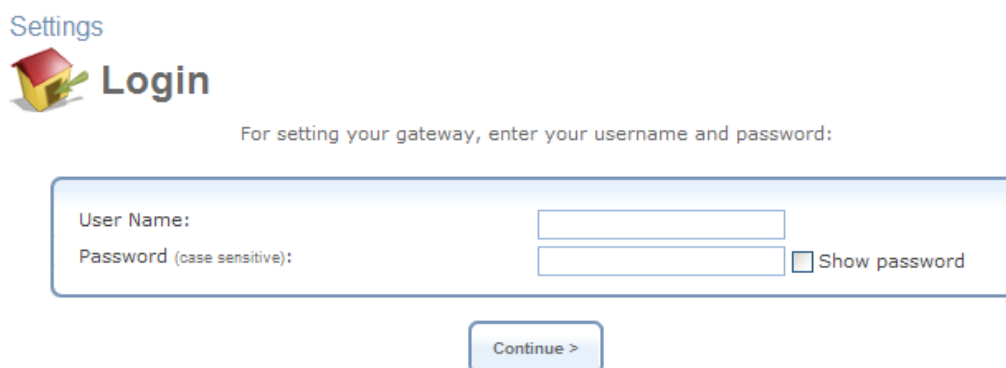 Settings
Login
For setting your gateway, enter your username and password:
User Name:
Password (case sensitive):
Show password
Continue >